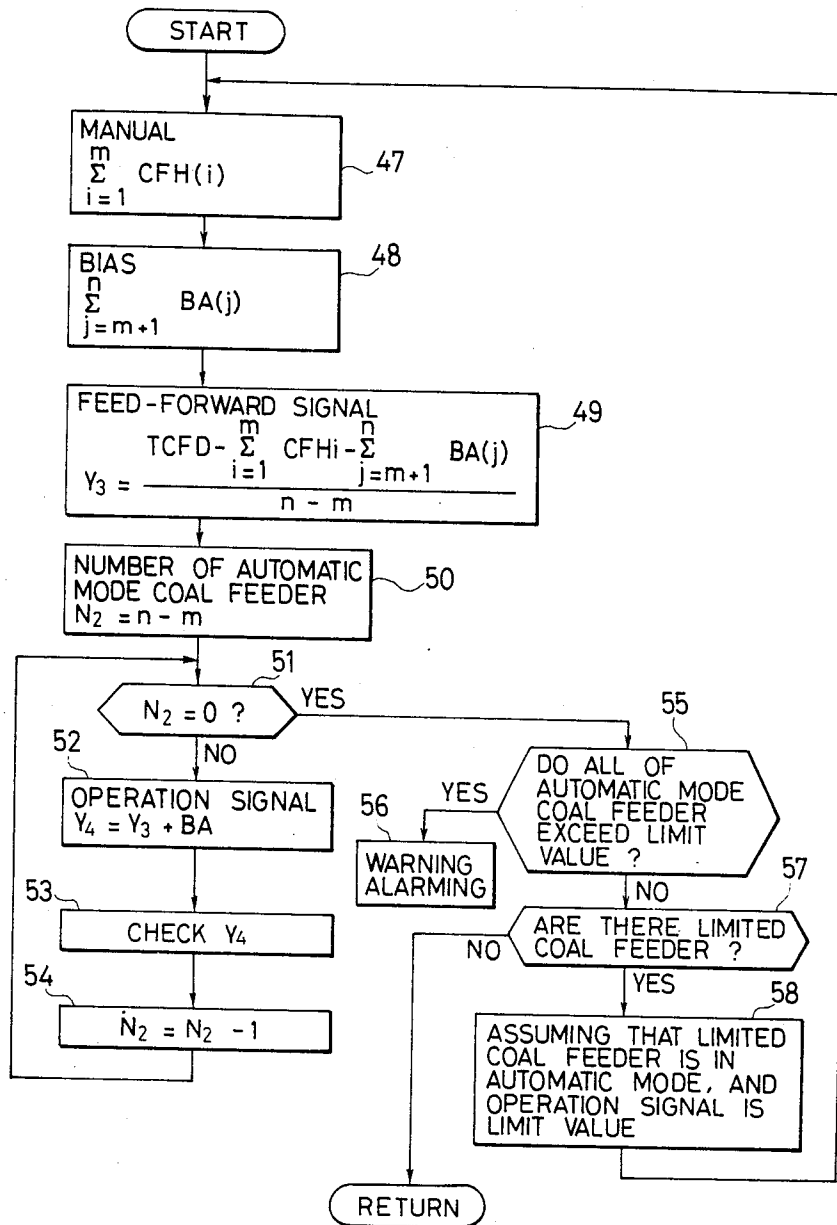 START
MANUAL
m
Σ CFH(i)
i=1
47
BIAS
n
Σ BA(j)
j=m+1
48
FEED-FORWARD SIGNAL
m n
TCFD-Σ CFHi-Σ BA(j)
i=1 j=m+1
Y3 =
n - m
49
NUMBER OF AUTOMATIC
MODE COAL FEEDER
N2 = n - m
50
51
N2 = 0 ?
YES
NO
52
OPERATION SIGNAL
Y4 = Y3 + BA
53
CHECK Y4
54
N2 = N2 - 1
55
DO ALL OF
AUTOMATIC MODE
COAL FEEDER
EXCEED LIMIT
VALUE ?
YES
56
WARNING
ALARMING
NO
57
ARE THERE LIMITED
COAL FEEDER ?
NO
YES
58
ASSUMING THAT LIMITED
COAL FEEDER IS IN
AUTOMATIC MODE, AND
OPERATION SIGNAL IS
LIMIT VALUE
RETURN